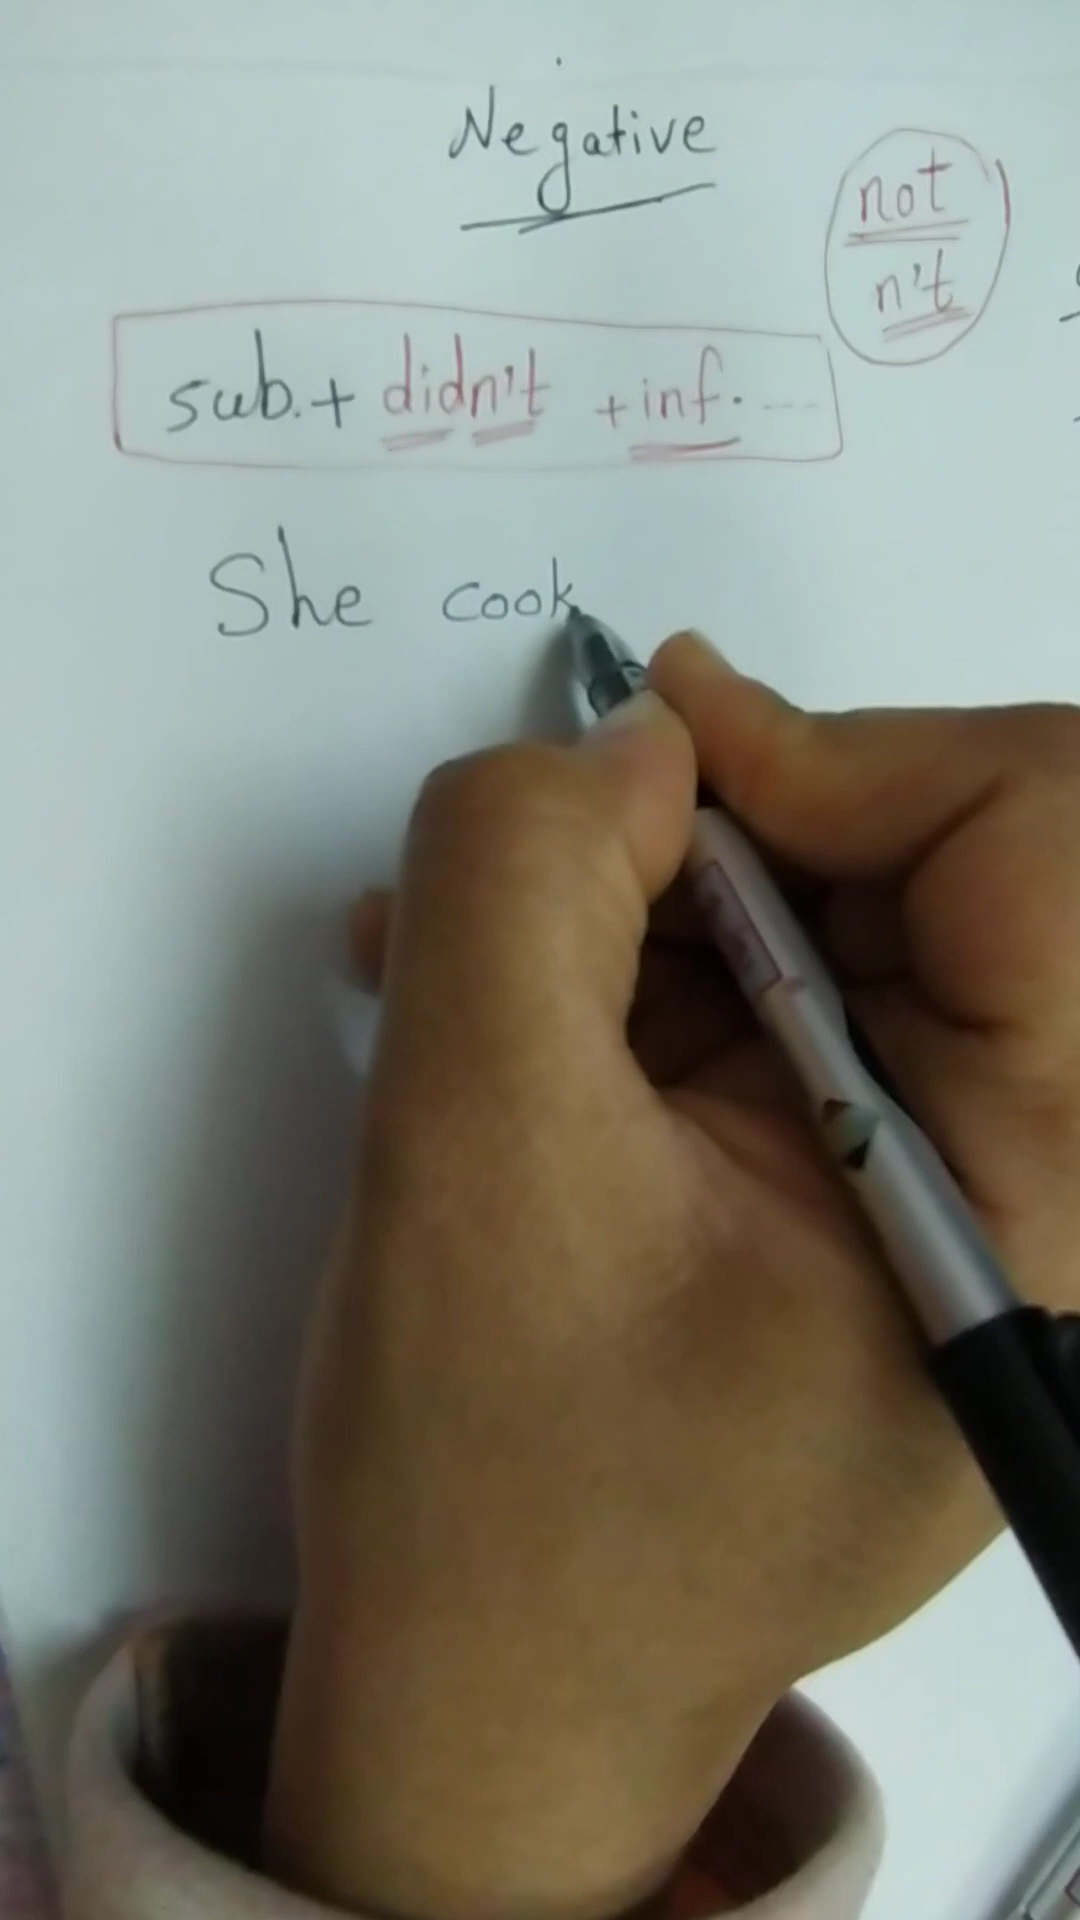 Negative
not
n't
sub. + didn't + inf. ....
She cook